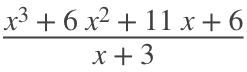 x³ + 6 x² + 11 x + 6
x + 3